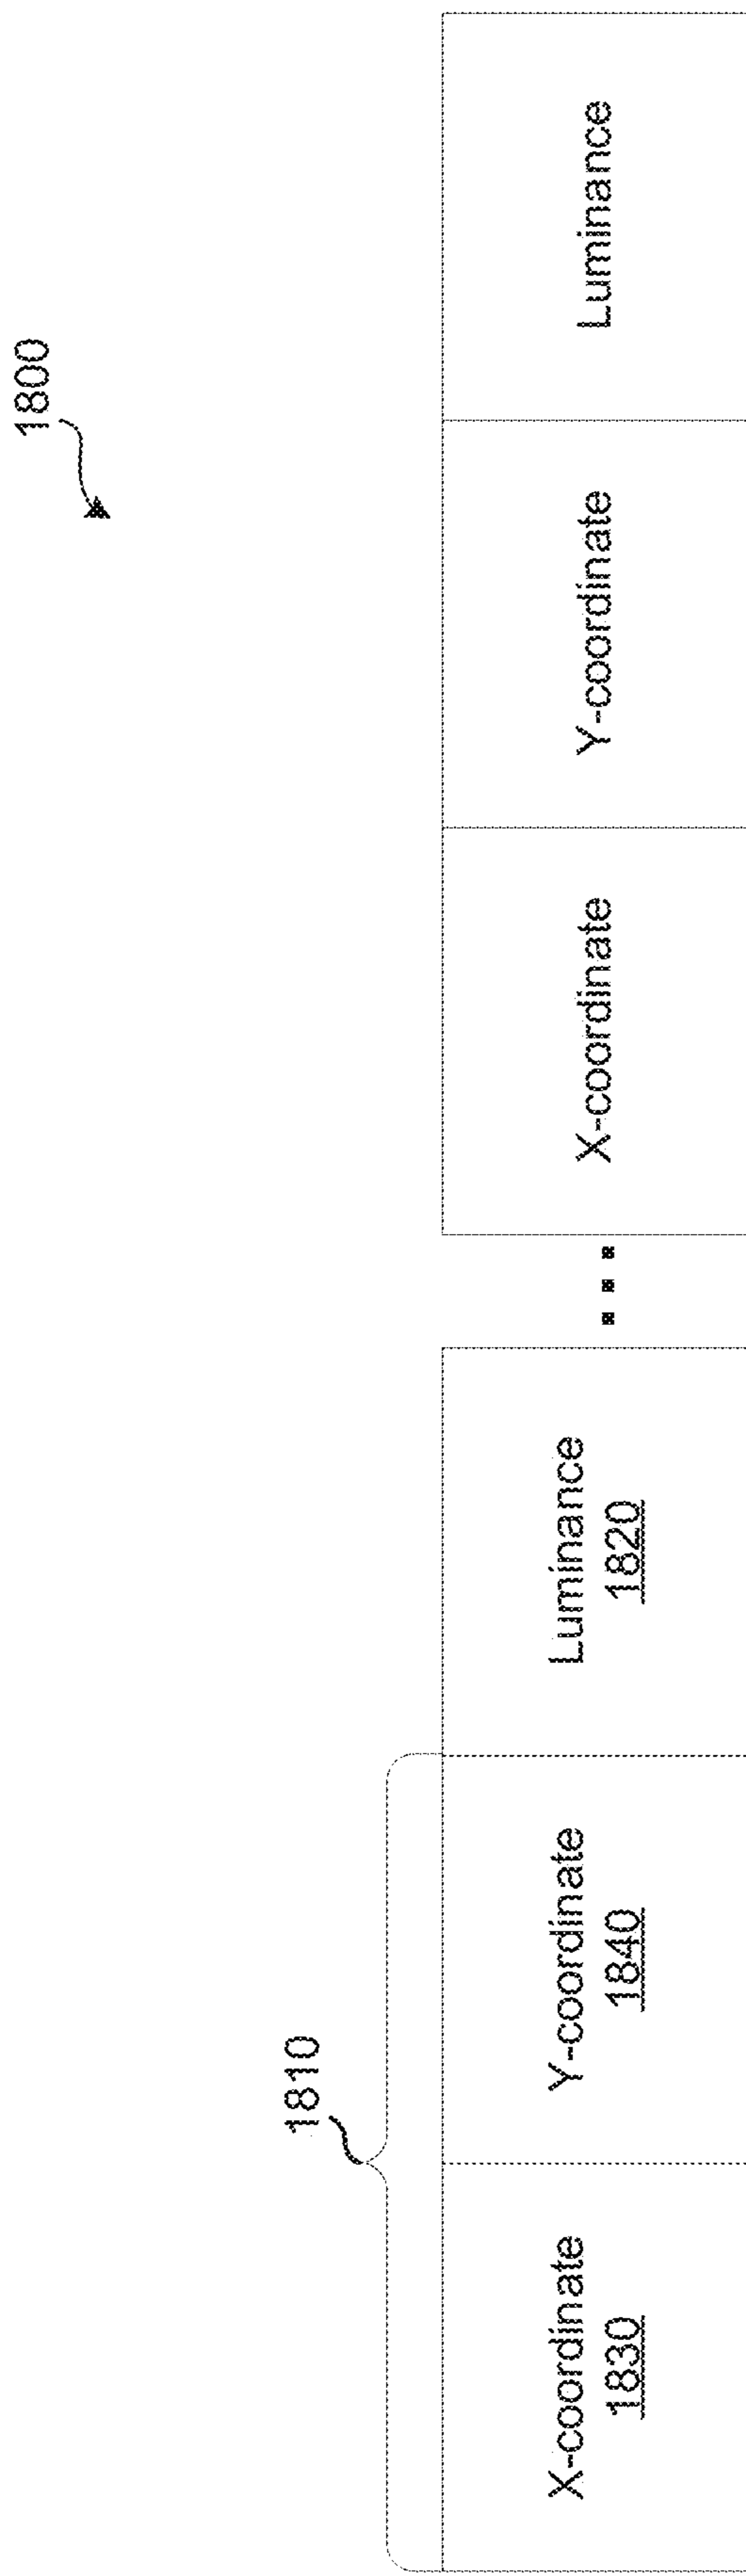 1800
1810
X-coordinate
1830
Y-coordinate
1840
Luminance
1820
X-coordinate
Y-coordinate
Luminance